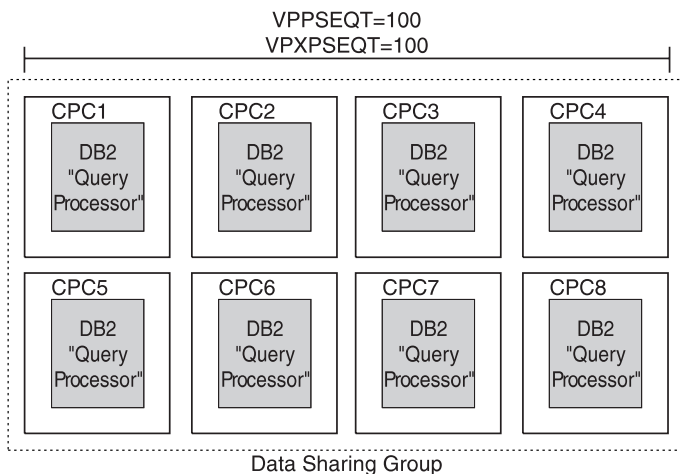 VPPSEQT=100
VPXPSEQT=100
CPC1
DB2
"Query
Processor"
CPC2
DB2
"Query
Processor"
CPC3
DB2
"Query
Processor"
CPC4
DB2
"Query
Processor"
CPC5
DB2
"Query
Processor"
CPC6
DB2
"Query
Processor"
CPC7
DB2
"Query
Processor"
CPC8
DB2
"Query
Processor"
Data Sharing Group